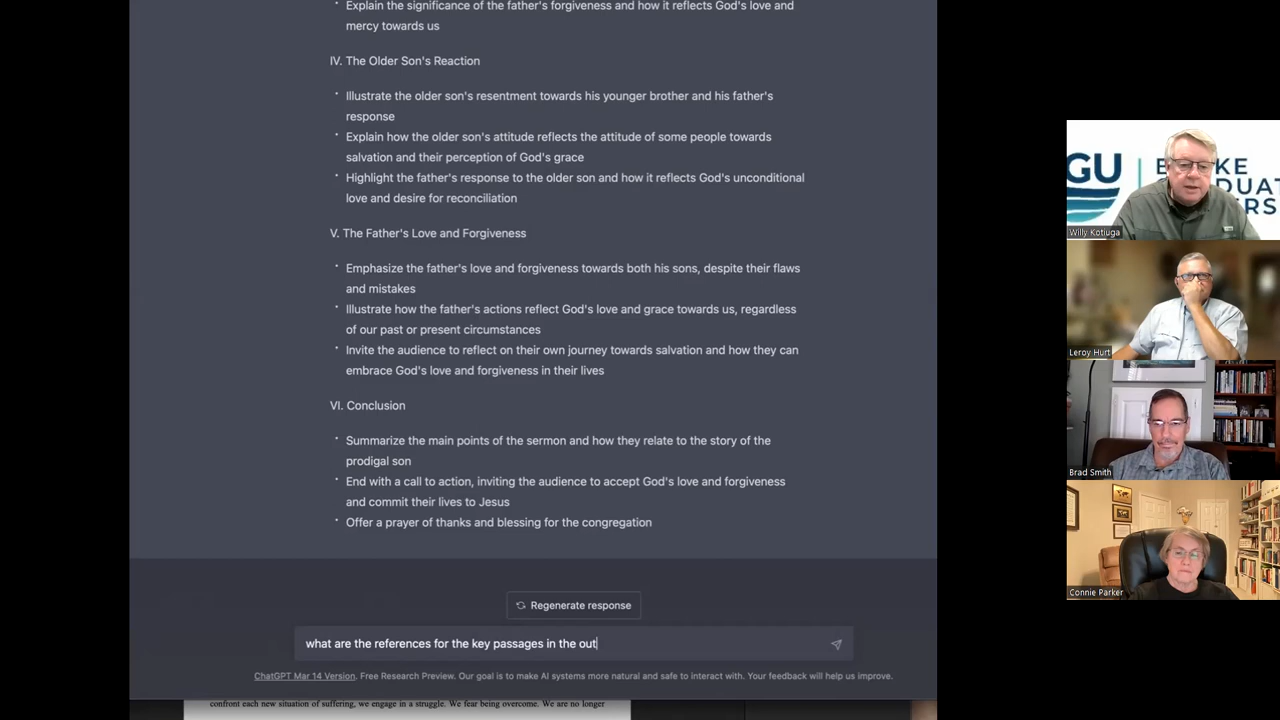 Explain the significance of the father's forgiveness and how it reflects God's love and
mercy towards us
IV. The Older Son's Reaction
Illustrate the older son's resentment towards his younger brother and his father's
response
Explain how the older son's attitude reflects the attitude of some people towards
salvation and their perception of God's grace
Highlight the father's response to the older son and how it reflects God's unconditional
love and desire for reconciliation
V. The Father's Love and Forgiveness
Emphasize the father's love and forgiveness towards both his sons, despite their flaws
and mistakes
Illustrate how the father's actions reflect God's love and grace towards us, regardless
of our past or present circumstances
Invite the audience to reflect on their own journey towards salvation and how they can
embrace God's love and forgiveness in their lives
VI. Conclusion
Summarize the main points of the sermon and how they relate to the story of the
prodigal son
End with a call to action, inviting the audience to accept God's love and forgiveness
and commit their lives to Jesus
Offer a prayer of thanks and blessing for the congregation
Regenerate response
what are the references for the key passages in the out
ChatGPT Mar 14 Version. Free Research Preview. Our goal is to make AI systems more natural and safe to interact with. Your feedback will help us improve.
confront each new situation of suffering, we engage in a struggle. We fear being overcome. We are no longer
GU
Willy Kotiuga
Leroy Hurt
Brad Smith
Connie Parker